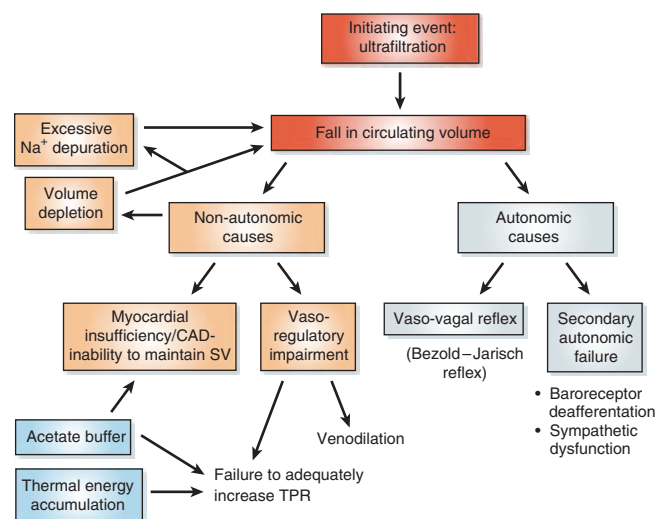 Initiating event:
ultrafiltration
Excessive
Na+ depuration
Fall in circulating volume
Volume
depletion
Non-autonomic
causes
Autonomic
causes
Myocardial
insufficiency/CAD-
inability to maintain SV
Vaso-
regulatory
impairment
Vaso-vagal reflex
(Bezold–Jarisch
reflex)
Secondary
autonomic
failure
• Baroreceptor
deafferentation
• Sympathetic
dysfunction
Acetate buffer
Venodilation
Thermal energy
accumulation
Failure to adequately
increase TPR